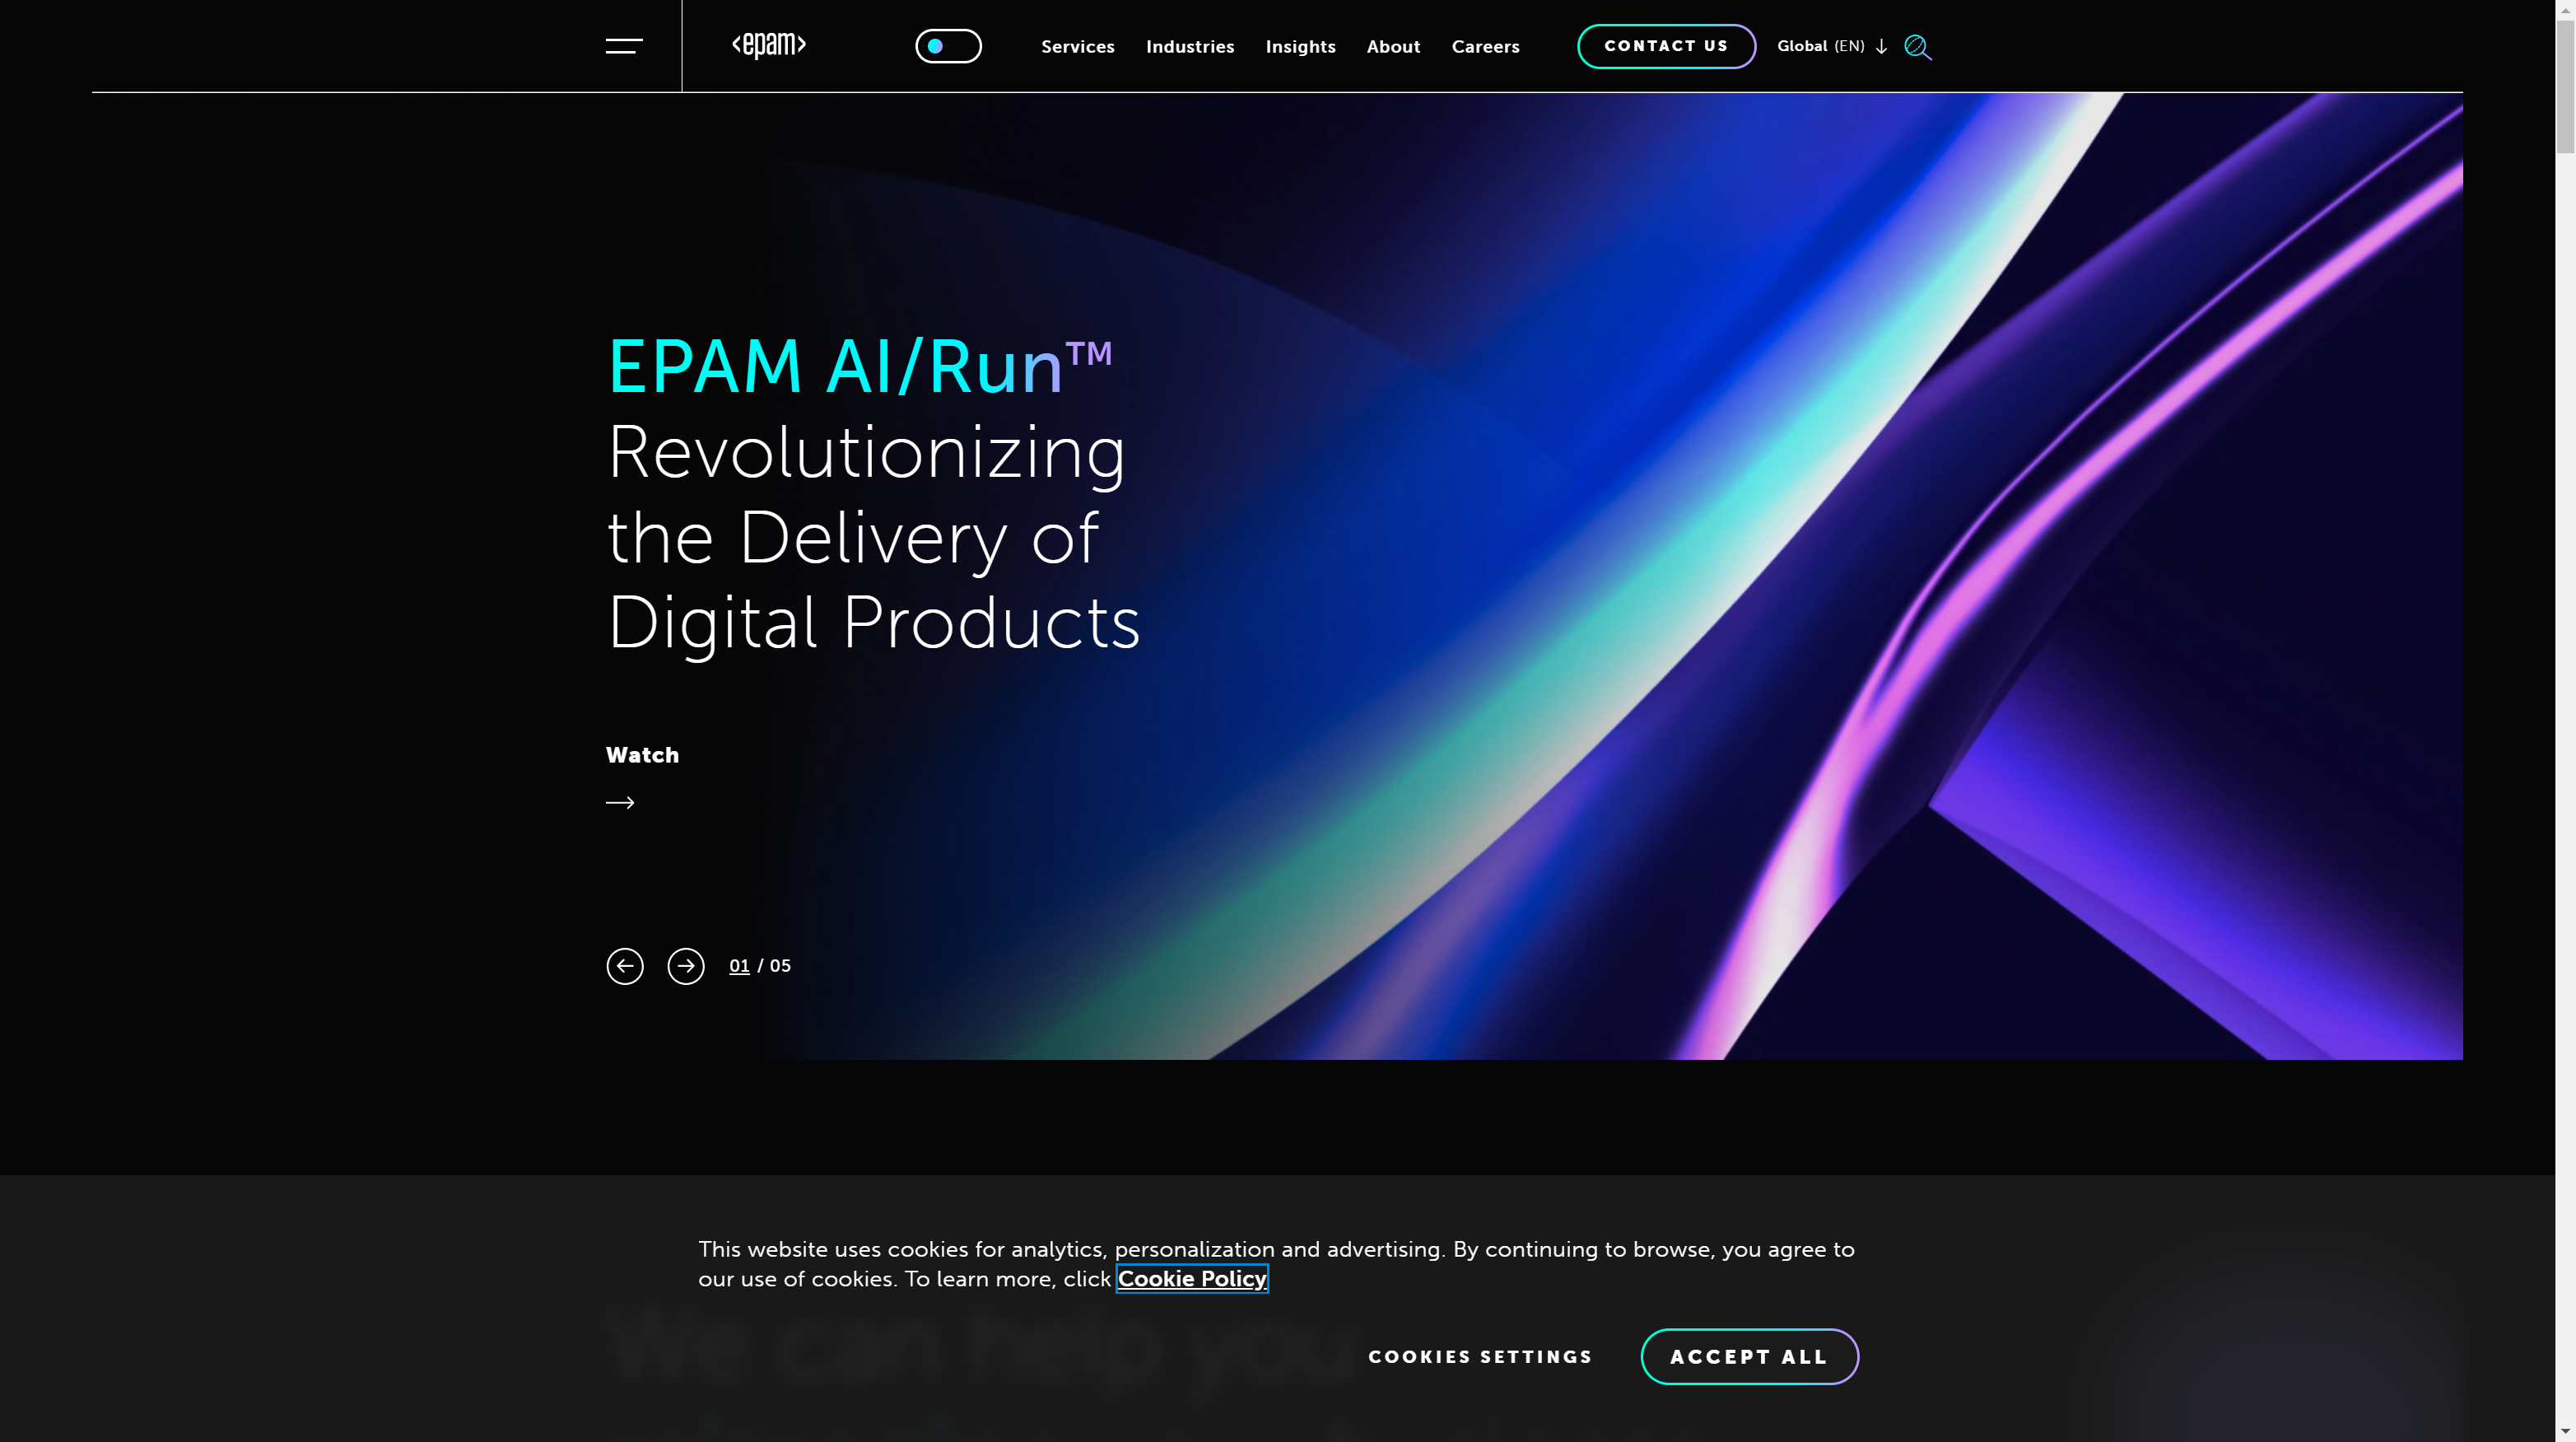 <epam>
Services Industries Insights About Careers CONTACT US Global (EN)
EPAM AI/Run™
Revolutionizing
the Delivery of
Digital Products
Watch
01 / 05
This website uses cookies for analytics, personalization and advertising. By continuing to browse, you agree to
our use of cookies. To learn more, click Cookie Policy
We can help you
COOKIES SETTINGS ACCEPT ALL